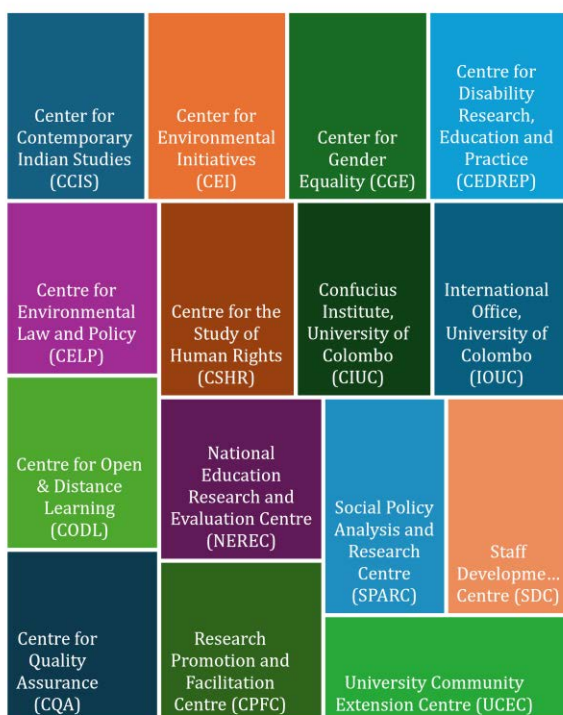 Center for
Contemporary
Indian Studies
(CCIS)
Center for
Environmental
Initiatives
(CEI)
Center for
Gender
Equality (CGE)
Centre for
Disability
Research,
Education and
Practice
(CEDREP)
Centre for
Environmental
Law and Policy
(CELP)
Centre for the
Study of
Human Rights
(CSHR)
Confucius
Institute,
University of
Colombo
(CIUC)
International
Office,
University of
Colombo
(IOUC)
Centre for Open
& Distance
Learning
(CODL)
National
Education
Research and
Evaluation Centre
(NEREC)
Social Policy
Analysis and
Research
Centre
(SPARC)
Staff
Developme...
Centre (SDC)
Centre for
Quality
Assurance
(CQA)
Research
Promotion and
Facilitation
Centre (CPFC)
University Community
Extension Centre (UCEC)